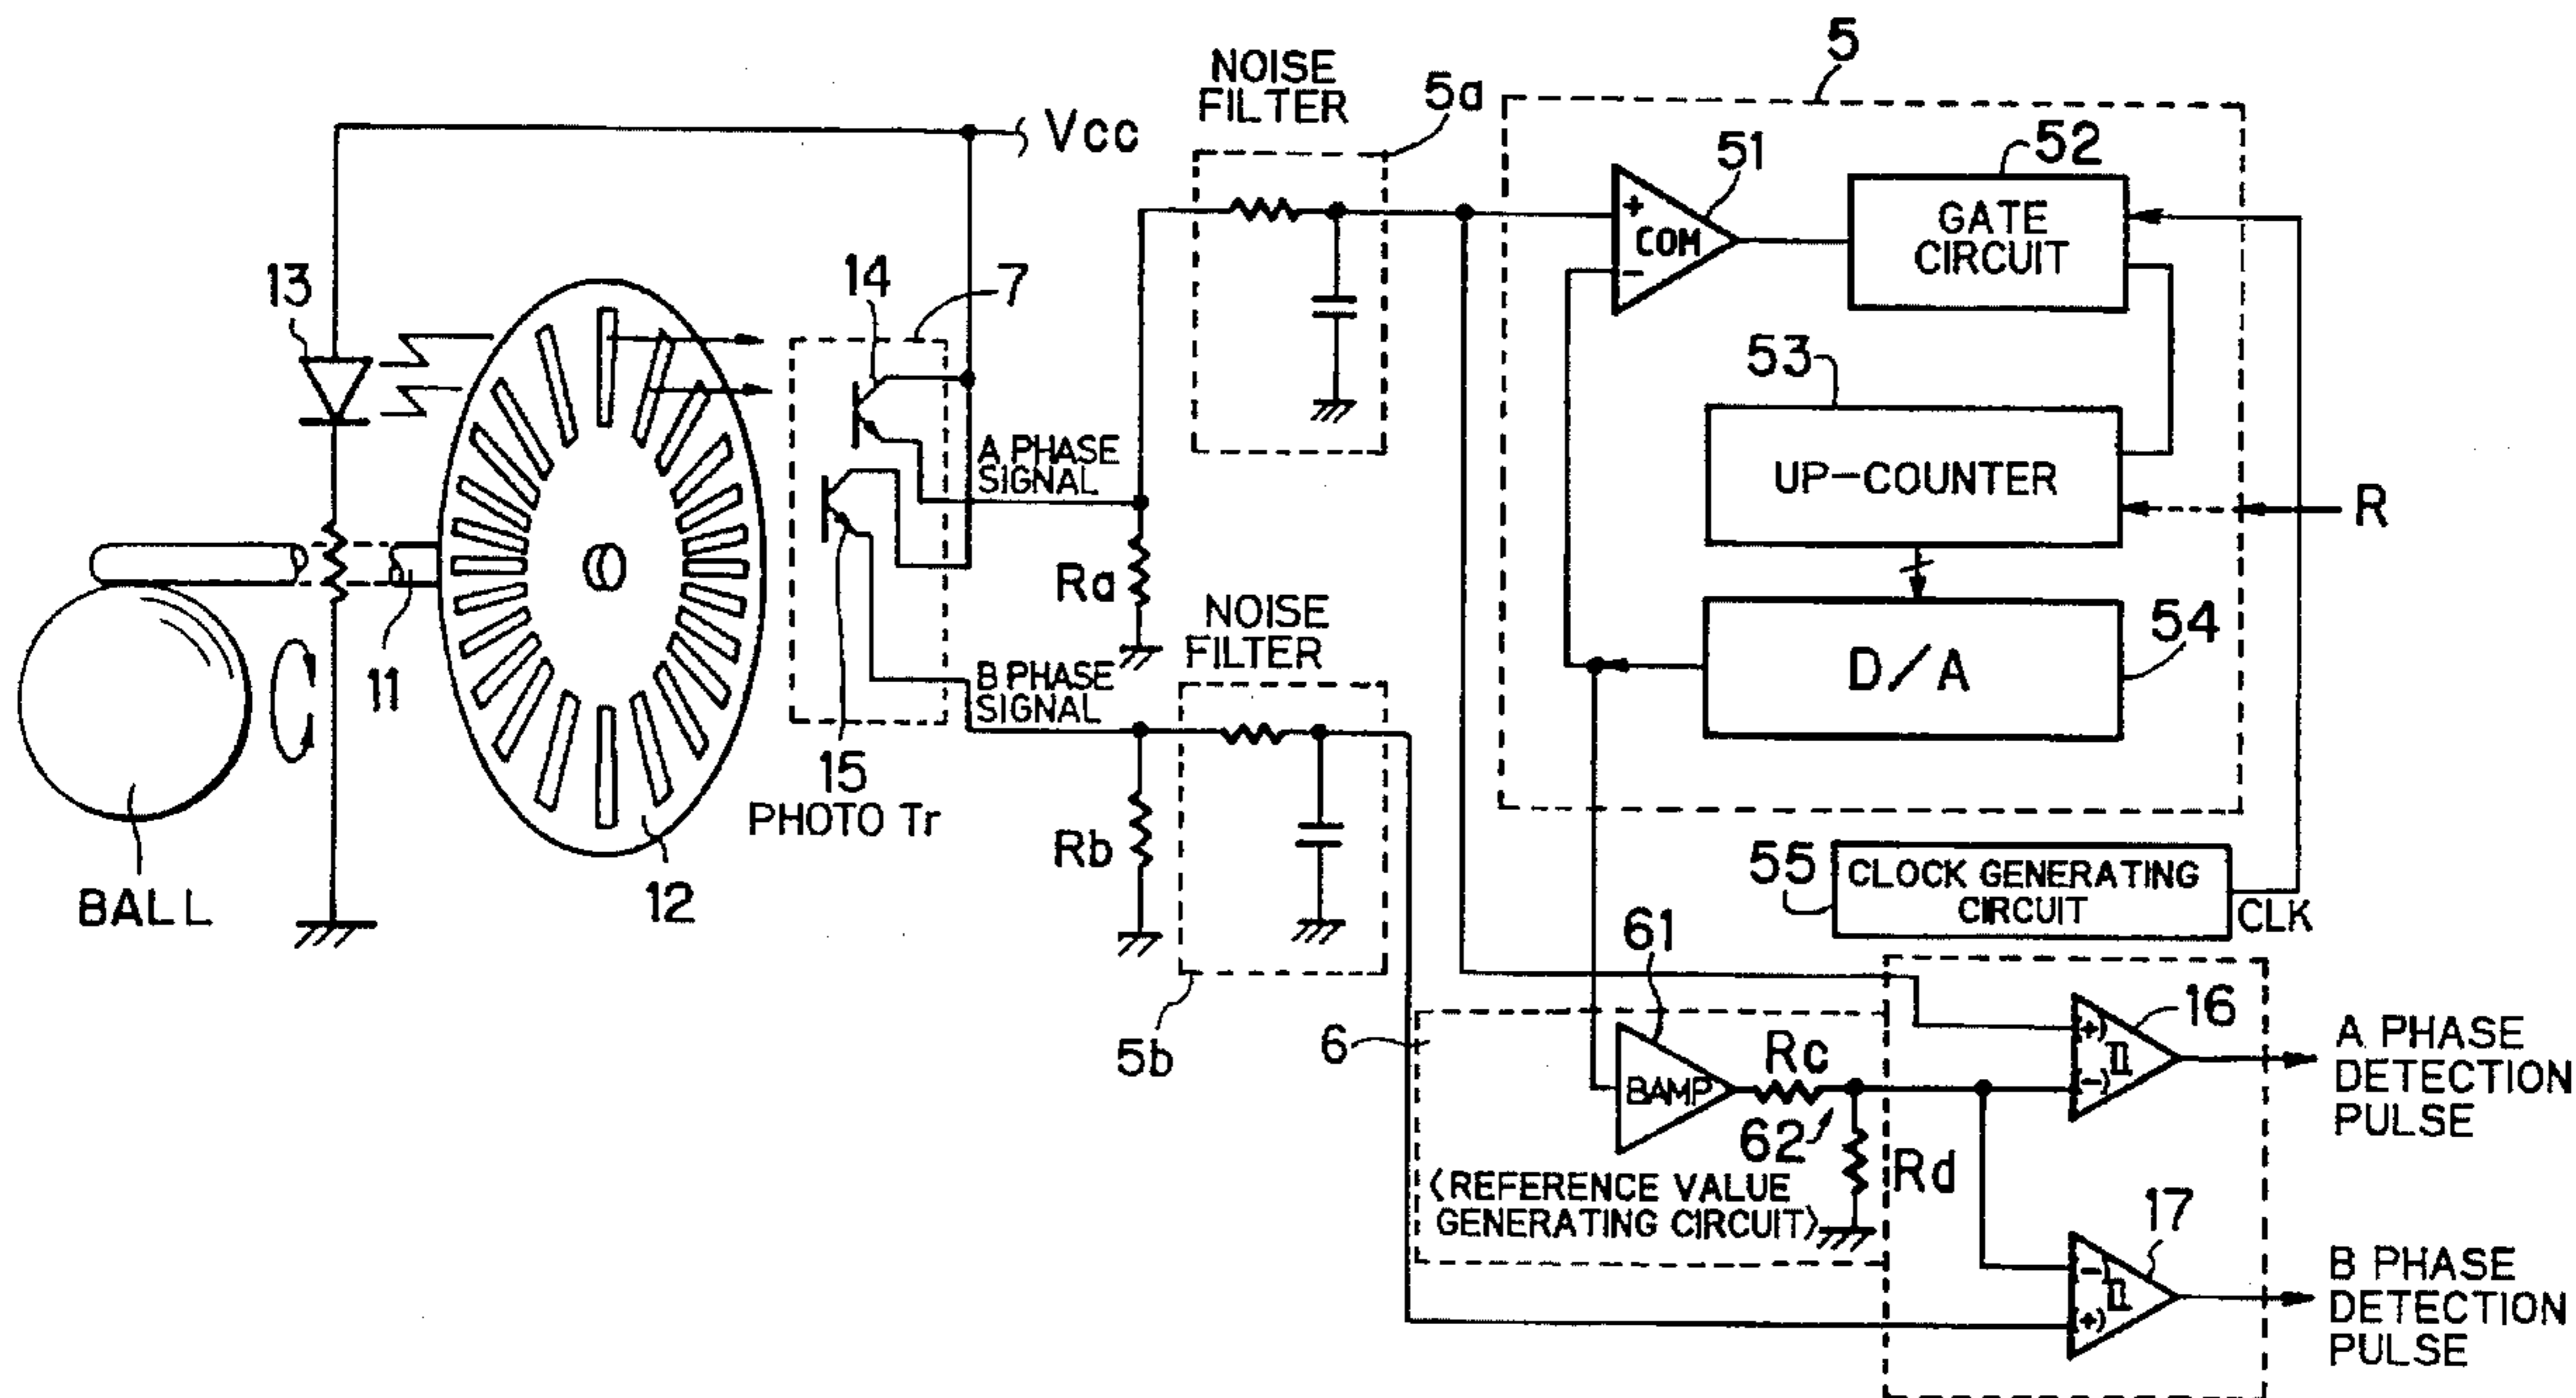 NOISE
FILTER
5a
5
Vcc
51
52
+
COM
−
GATE
CIRCUIT
13
14
7
53
UP-COUNTER
R
A PHASE
SIGNAL
Ra
NOISE
FILTER
54
D/A
11
B PHASE
SIGNAL
15
PHOTO Tr
Rb
12
BALL
55
CLOCK GENERATING
CIRCUIT
CLK
61
5b
6
BAMP
Rc
62
Rd
<REFERENCE VALUE
GENERATING CIRCUIT>
16
(+)
(-)
A PHASE
DETECTION
PULSE
17
(-)
(+)
B PHASE
DETECTION
PULSE